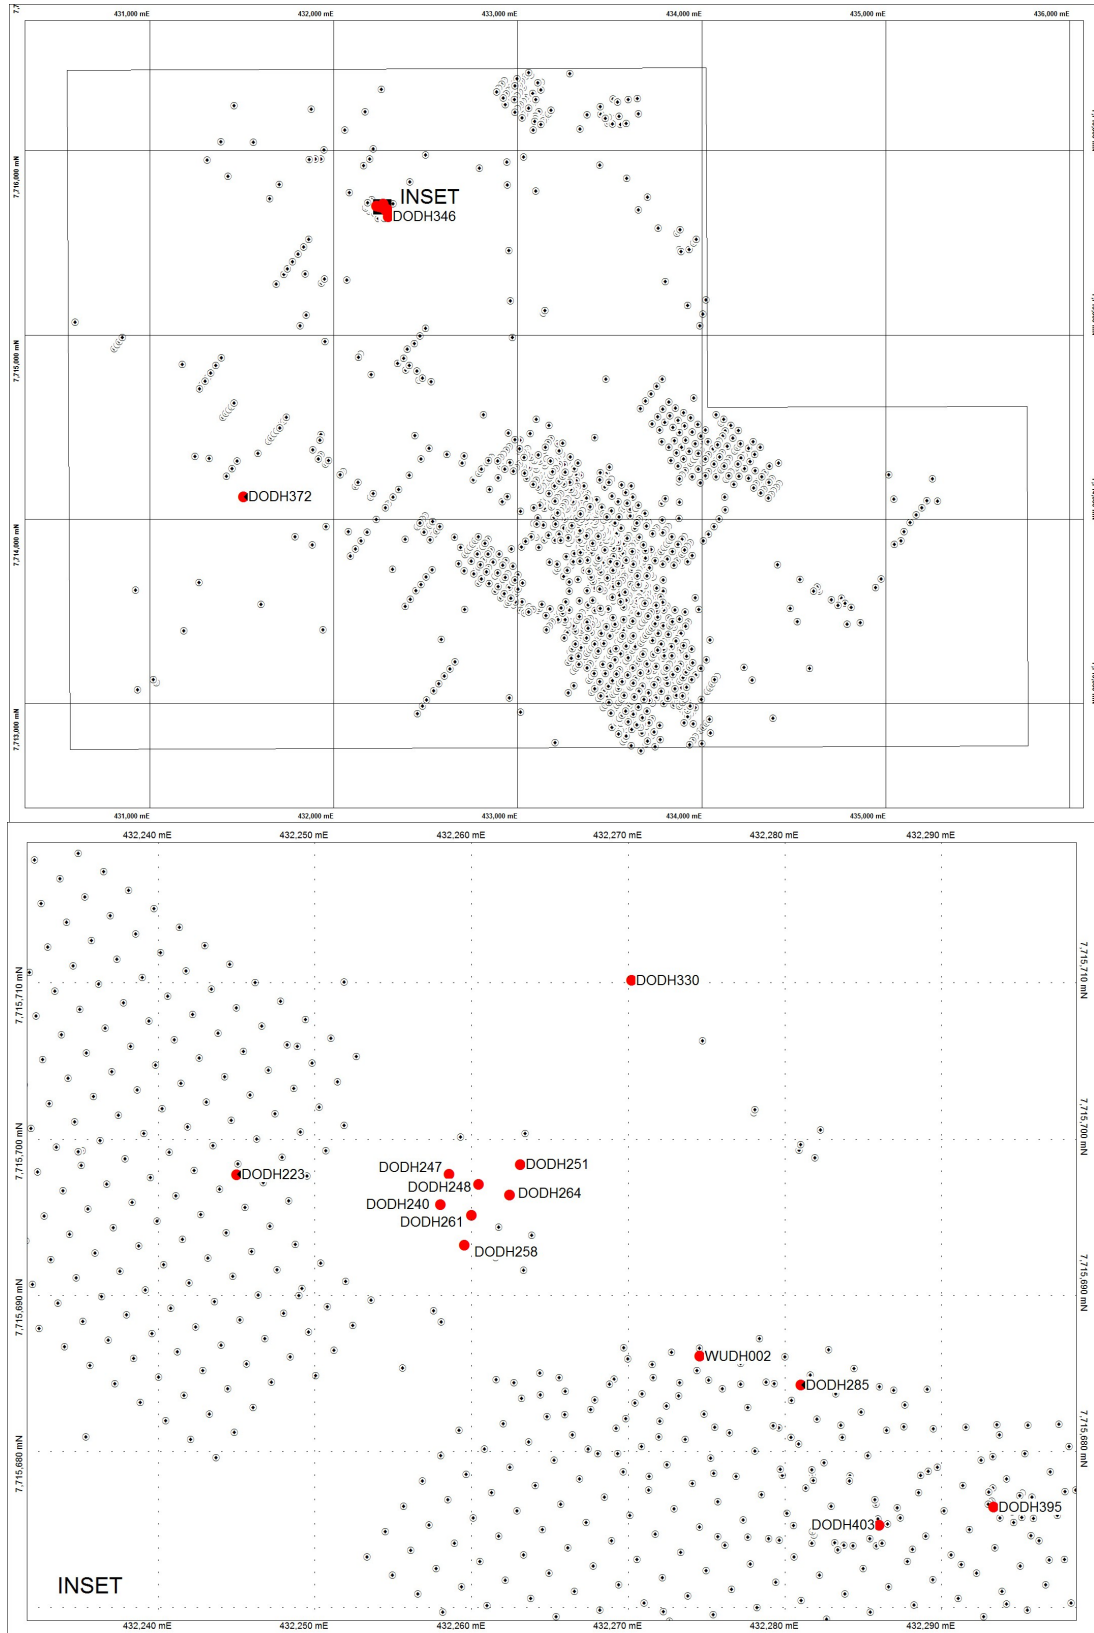 431,000 mE 432,000 mE 433,000 mE 434,000 mE 435,000 mE 436,000 mE
7,716,000 mN
INSET
DODH346
7,715,000 mN
DODH372
7,714,000 mN
7,713,000 mN
431,000 mE 432,000 mE 433,000 mE 434,000 mE 435,000 mE
432,240 mE 432,250 mE 432,260 mE 432,270 mE 432,280 mE 432,290 mE
7,715,710 mN DODH330 7,715,710 mN
7,715,700 mN 7,715,700 mN
DODH247 DODH251
DODH223 DODH248 DODH264
DODH240
DODH261
DODH258
7,715,690 mN 7,715,690 mN
WUDH002
DODH285
7,715,680 mN 7,715,680 mN
DODH395
DODH403
INSET
432,240 mE 432,250 mE 432,260 mE 432,270 mE 432,280 mE 432,290 mE